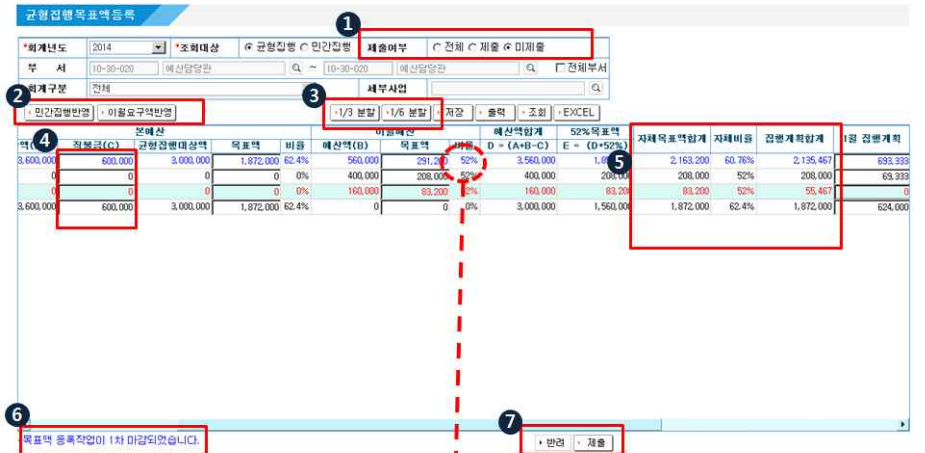 균형집행목표액등록
1
*회계년도 2014 *조회대상 균형집행 민간집행 제출여부 전체 제출 미제출
부 서 10-30-020 예산담당관 ~ 10-30-020 예산담당관 전체부서
*회계구분 전체 세부사업
2 3
민간집행반영 이월요구액반영 1/3 분할 1/6 분할 저장 출력 조회 EXCEL
4 5
본예산 이월예산 예산액합계 52%목표액 자체목표액합계 자체비율 집행계획합계 1월 집행계획
잔불금(C) 균형집행대상액 목표액 비율 예산액(B) 목표액 비율 D = (A+B-C) E = (D*52%)
3,600,000 600,000 3,000,000 1,872,000 62.4% 560,000 291,200 52% 3,560,000 2,163,200 60.76% 2,135,467 693,333
0 0 0 0 0% 400,000 208,000 52% 400,000 208,000 208,000 52% 208,000 69,333
0 0 0 0 0% 160,000 83,200 160,000 83,200 83,200 52% 55,467 0
3,600,000 600,000 3,000,000 1,872,000 62.4% 0 0 0% 3,000,000 1,560,000 1,872,000 62.4% 1,872,000 624,000
6 7
목표액 등록작업이 1차 마감되었습니다. 반려 제출